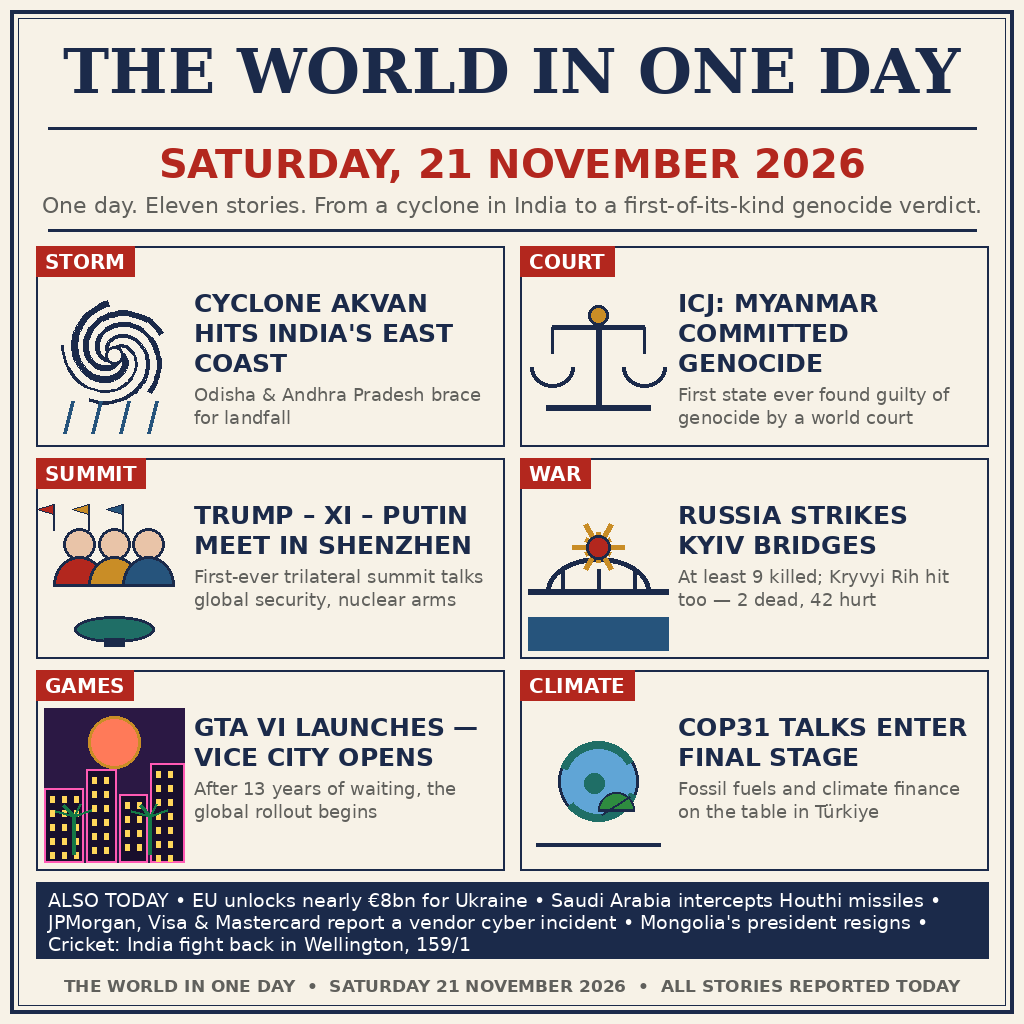 THE WORLD IN ONE DAY
SATURDAY, 21 NOVEMBER 2026
One day. Eleven stories. From a cyclone in India to a first-of-its-kind genocide verdict.
STORM
CYCLONE AKVAN
HITS INDIA'S EAST
COAST
Odisha & Andhra Pradesh brace
for landfall
COURT
ICJ: MYANMAR
COMMITTED
GENOCIDE
First state ever found guilty of
genocide by a world court
SUMMIT
TRUMP – XI – PUTIN
MEET IN SHENZHEN
First-ever trilateral summit talks
global security, nuclear arms
WAR
RUSSIA STRIKES
KYIV BRIDGES
At least 9 killed; Kryvyi Rih hit
too — 2 dead, 42 hurt
GAMES
GTA VI LAUNCHES —
VICE CITY OPENS
After 13 years of waiting, the
global rollout begins
CLIMATE
COP31 TALKS ENTER
FINAL STAGE
Fossil fuels and climate finance
on the table in Türkiye
ALSO TODAY • EU unlocks nearly €8bn for Ukraine • Saudi Arabia intercepts Houthi missiles •
JPMorgan, Visa & Mastercard report a vendor cyber incident • Mongolia's president resigns •
Cricket: India fight back in Wellington, 159/1
THE WORLD IN ONE DAY • SATURDAY 21 NOVEMBER 2026 • ALL STORIES REPORTED TODAY